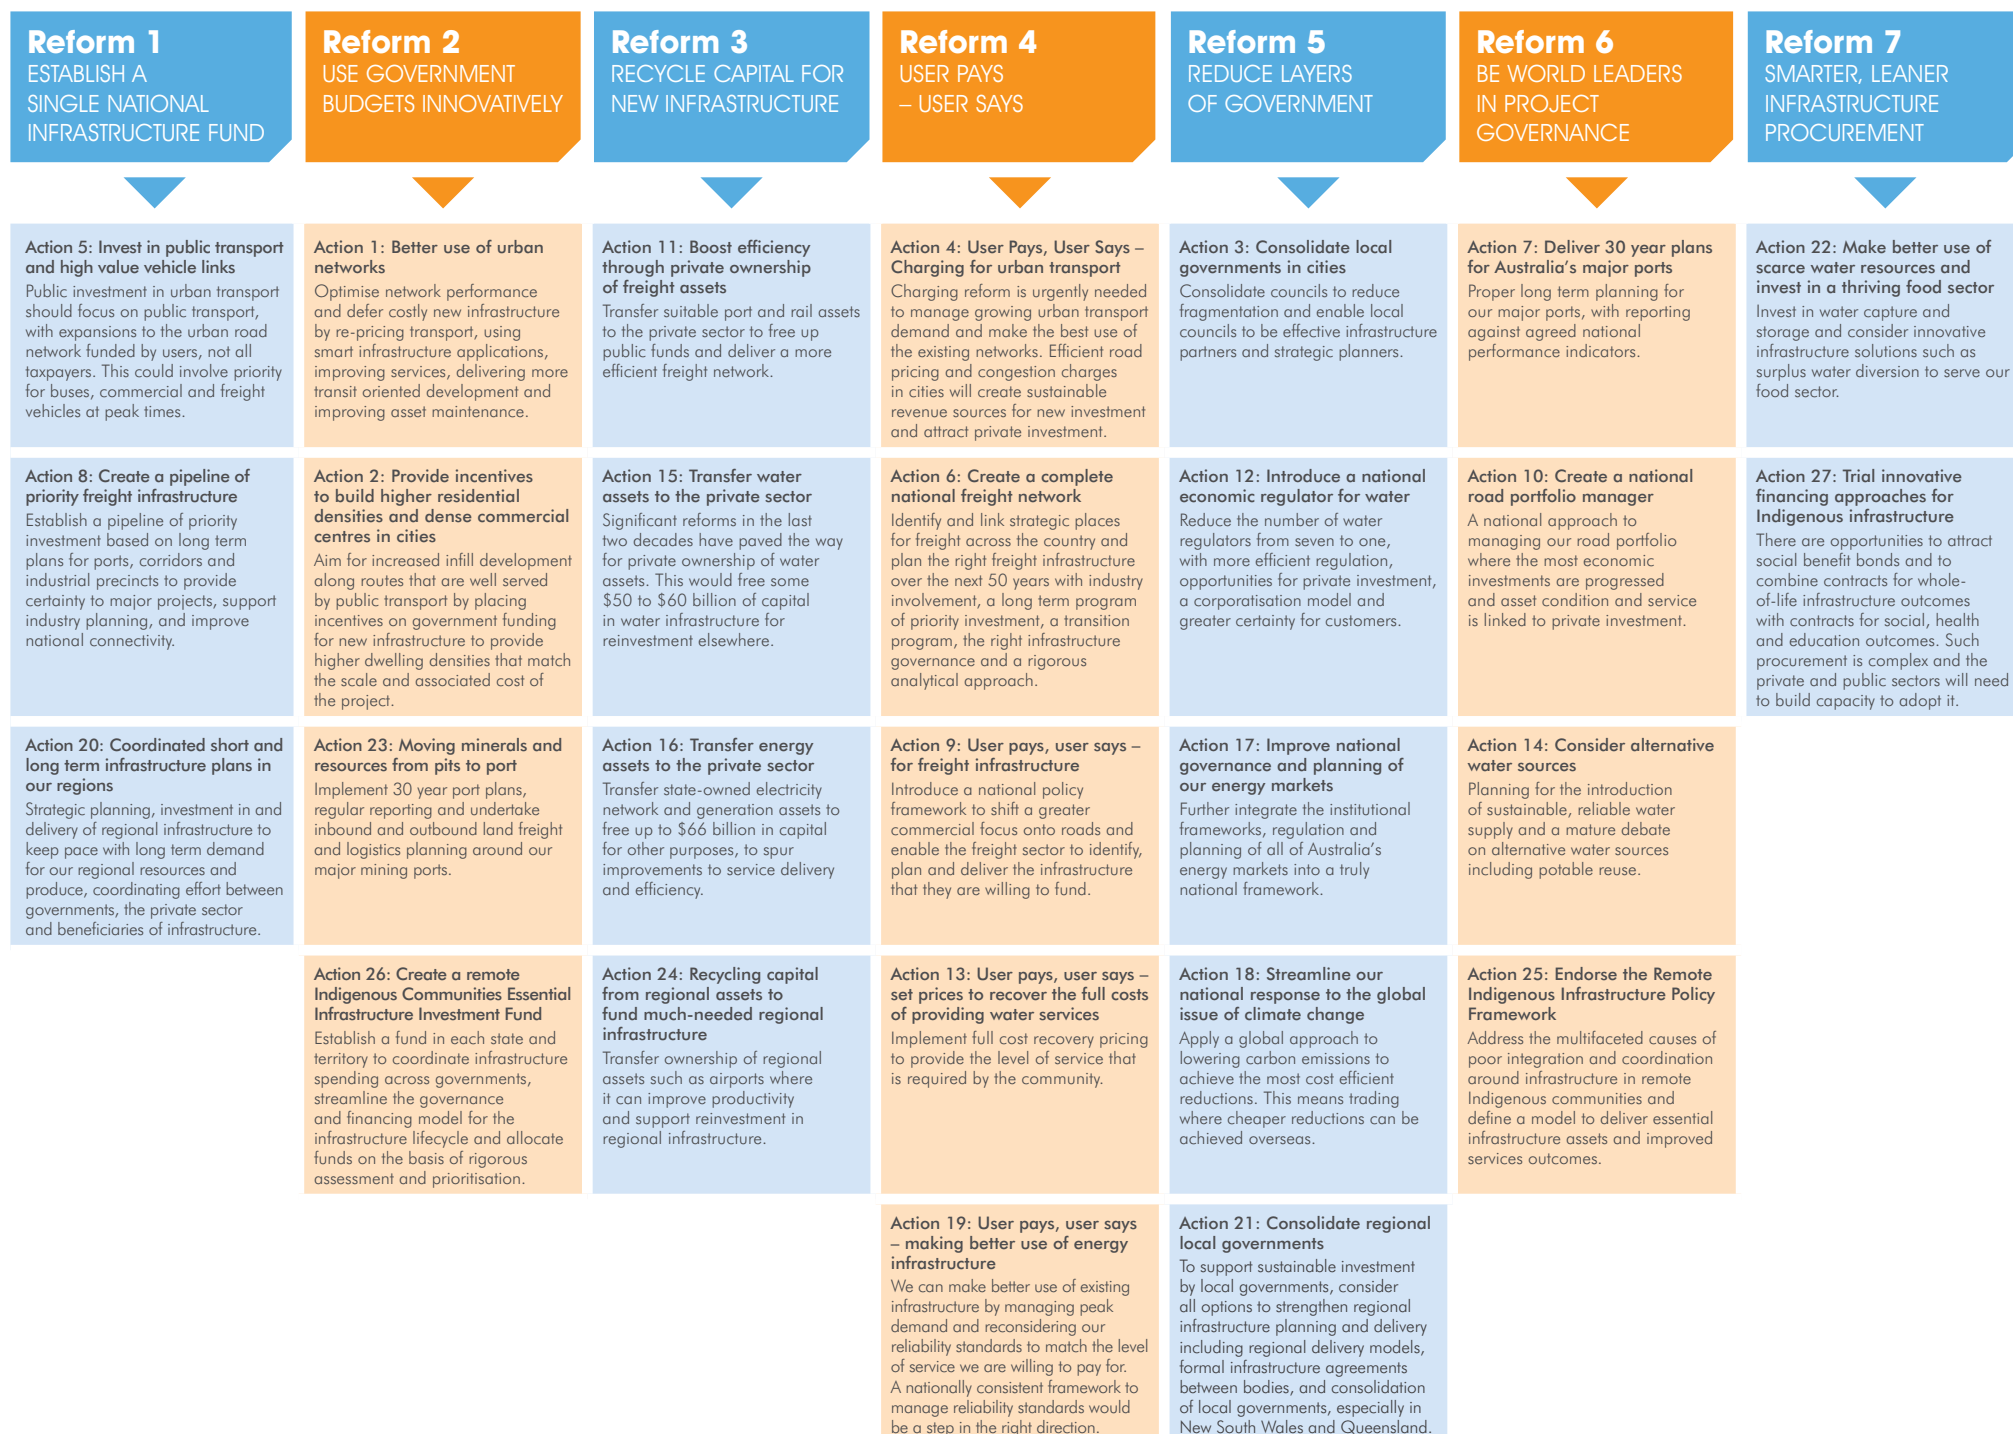 Reform 1
ESTABLISH A
SINGLE NATIONAL
INFRASTRUCTURE FUND
Action 5: Invest in public transport
and high value vehicle links
Public investment in urban transport
should focus on public transport,
with expansions to the urban road
network funded by users, not all
taxpayers. This could involve priority
for buses, commercial and freight
vehicles at peak times.
Action 8: Create a pipeline of
priority freight infrastructure
Establish a pipeline of priority
investment based on long term
plans for ports, corridors and
industrial precincts to provide
certainty to major projects, support
industry planning, and improve
national connectivity.
Action 20: Coordinated short and
long term infrastructure plans in
our regions
Strategic planning, investment in and
delivery of regional infrastructure to
keep pace with long term demand
for our regional resources and
produce, coordinating effort between
governments, the private sector
and beneficiaries of infrastructure.
Reform 2
USE GOVERNMENT
BUDGETS INNOVATIVELY
Action 1: Better use of urban
networks
Optimise network performance
and defer costly new infrastructure
by re-pricing transport, using
smart infrastructure applications,
improving services, delivering more
transit oriented development and
improving asset maintenance.
Action 2: Provide incentives
to build higher residential
densities and dense commercial
centres in cities
Aim for increased infill development
along routes that are well served
by public transport by placing
incentives on government funding
for new infrastructure to provide
higher dwelling densities that match
the scale and associated cost of
the project.
Action 23: Moving minerals and
resources from pits to port
Implement 30 year port plans,
regular reporting and undertake
inbound and outbound land freight
and logistics planning around our
major mining ports.
Action 26: Create a remote
Indigenous Communities Essential
Infrastructure Investment Fund
Establish a fund in each state and
territory to coordinate infrastructure
spending across governments,
streamline the governance
and financing model for the
infrastructure lifecycle and allocate
funds on the basis of rigorous
assessment and prioritisation.
Reform 3
RECYCLE CAPITAL FOR
NEW INFRASTRUCTURE
Action 11: Boost efficiency
through private ownership
of freight assets
Transfer suitable port and rail assets
to the private sector to free up
public funds and deliver a more
efficient freight network.
Action 15: Transfer water
assets to the private sector
Significant reforms in the last
two decades have paved the way
for private ownership of water
assets. This would free some
$50 to $60 billion of capital
in water infrastructure for
reinvestment elsewhere.
Action 16: Transfer energy
assets to the private sector
Transfer state-owned electricity
network and generation assets to
free up to $66 billion in capital
for other purposes, to spur
improvements to service delivery
and efficiency.
Action 24: Recycling capital
from regional assets to
fund much-needed regional
infrastructure
Transfer ownership of regional
assets such as airports where
it can improve productivity
and support reinvestment in
regional infrastructure.
Reform 4
USER PAYS
– USER SAYS
Action 4: User Pays, User Says –
Charging for urban transport
Charging reform is urgently needed
to manage growing urban transport
demand and make the best use of
the existing networks. Efficient road
pricing and congestion charges
in cities will create sustainable
revenue sources for new investment
and attract private investment.
Action 6: Create a complete
national freight network
Identify and link strategic places
for freight across the country and
plan the right freight infrastructure
over the next 50 years with industry
involvement, a long term program
of priority investment, a transition
program, the right infrastructure
governance and a rigorous
analytical approach.
Action 9: User pays, user says –
for freight infrastructure
Introduce a national policy
framework to shift a greater
commercial focus onto roads and
enable the freight sector to identify,
plan and deliver the infrastructure
that they are willing to fund.
Action 13: User pays, user says –
set prices to recover the full costs
of providing water services
Implement full cost recovery pricing
to provide the level of service that
is required by the community.
Action 19: User pays, user says
– making better use of energy
infrastructure
We can make better use of existing
infrastructure by managing peak
demand and reconsidering our
reliability standards to match the level
of service we are willing to pay for.
A nationally consistent framework to
manage reliability standards would
be a step in the right direction.
Reform 5
REDUCE LAYERS
OF GOVERNMENT
Action 3: Consolidate local
governments in cities
Consolidate councils to reduce
fragmentation and enable local
councils to be effective infrastructure
partners and strategic planners.
Action 12: Introduce a national
economic regulator for water
Reduce the number of water
regulators from seven to one,
with more efficient regulation,
opportunities for private investment,
a corporatisation model and
greater certainty for customers.
Action 17: Improve national
governance and planning of
our energy markets
Further integrate the institutional
frameworks, regulation and
planning of all of Australia's
energy markets into a truly
national framework.
Action 18: Streamline our
national response to the global
issue of climate change
Apply a global approach to
lowering carbon emissions to
achieve the most cost efficient
reductions. This means trading
where cheaper reductions can be
achieved overseas.
Action 21: Consolidate regional
local governments
To support sustainable investment
by local governments, consider
all options to strengthen regional
infrastructure planning and delivery
including regional delivery models,
formal infrastructure agreements
between bodies, and consolidation
of local governments, especially in
New South Wales and Queensland.
Reform 6
BE WORLD LEADERS
IN PROJECT
GOVERNANCE
Action 7: Deliver 30 year plans
for Australia's major ports
Proper long term planning for
our major ports, with reporting
against agreed national
performance indicators.
Action 10: Create a national
road portfolio manager
A national approach to
managing our road portfolio
where the most economic
investments are progressed
and asset condition and service
is linked to private investment.
Action 14: Consider alternative
water sources
Planning for the introduction
of sustainable, reliable water
supply and a mature debate
on alternative water sources
including potable reuse.
Action 25: Endorse the Remote
Indigenous Infrastructure Policy
Framework
Address the multifaceted causes of
poor integration and coordination
around infrastructure in remote
Indigenous communities and
define a model to deliver essential
infrastructure assets and improved
services outcomes.
Reform 7
SMARTER, LEANER
INFRASTRUCTURE
PROCUREMENT
Action 22: Make better use of
scarce water resources and
invest in a thriving food sector
Invest in water capture and
storage and consider innovative
infrastructure solutions such as
surplus water diversion to serve our
food sector.
Action 27: Trial innovative
financing approaches for
Indigenous infrastructure
There are opportunities to attract
social benefit bonds and to
combine contracts for whole-
of-life infrastructure outcomes
with contracts for social, health
and education outcomes. Such
procurement is complex and the
private and public sectors will need
to build capacity to adopt it.